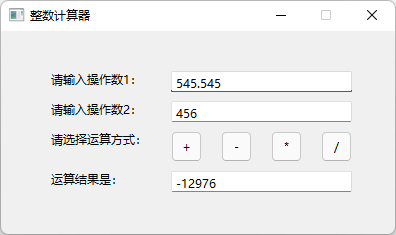 整数计算器
请输入操作数1：
545.545
请输入操作数2：
456
请选择运算方式：
+ - * /
运算结果是：
-12976